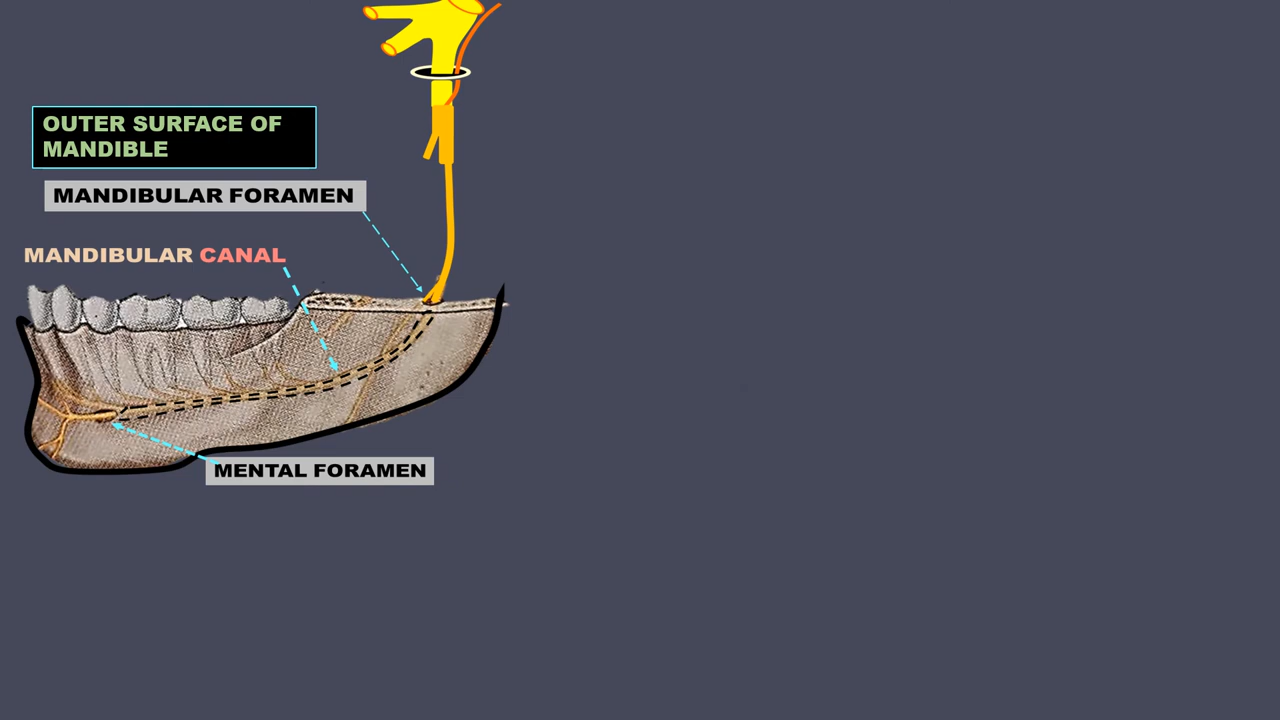 OUTER SURFACE OF
MANDIBLE
MANDIBULAR FORAMEN
MANDIBULAR CANAL
MENTAL FORAMEN